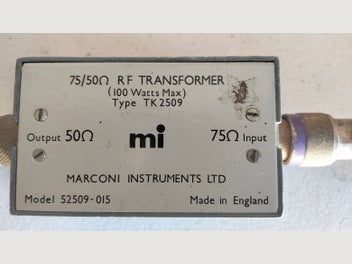 75/50Ω RF TRANSFORMER
(100 Watts Max)
Type TK2509
Output 50Ω mi 75Ω Input
MARCONI INSTRUMENTS LTD
Model 52509-015 Made in England